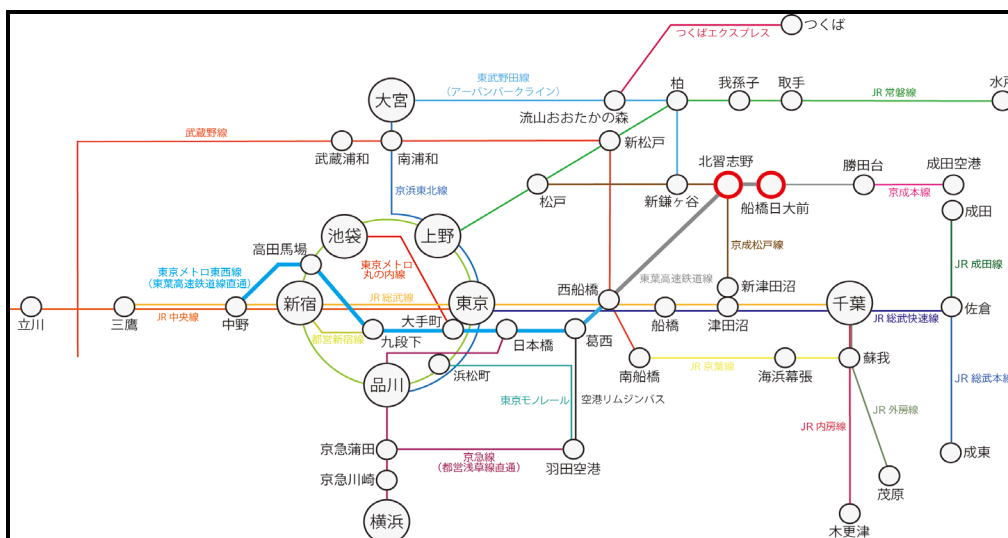 つくば
つくばエクスプレス
東武野田線
(アーバンパークライン)
大宮
柏
我孫子
取手
JR 常磐線
水戸
流山おおたかの森
武蔵野線
武蔵浦和
南浦和
新松戸
北習志野
勝田台
成田空港
京成本線
京浜東北線
松戸
新鎌ヶ谷
船橋日大前
成田
池袋
上野
高田馬場
東京メトロ
丸の内線
京成松戸線
東京メトロ東西線
(東葉高速鉄道線直通)
東葉高速鉄道線
JR 成田線
新宿
JR 総武線
東京
西船橋
新津田沼
千葉
立川
三鷹
JR 中央線
中野
大手町
船橋
津田沼
JR 総武快速線
佐倉
都営新宿線
九段下
日本橋
葛西
南船橋
JR 京葉線
海浜幕張
蘇我
品川
浜松町
JR 総武本線
東京モノレール
空港リムジンバス
JR 外房線
JR 内房線
京急蒲田
京急線
(都営浅草線直通)
羽田空港
成東
京急川崎
茂原
横浜
木更津